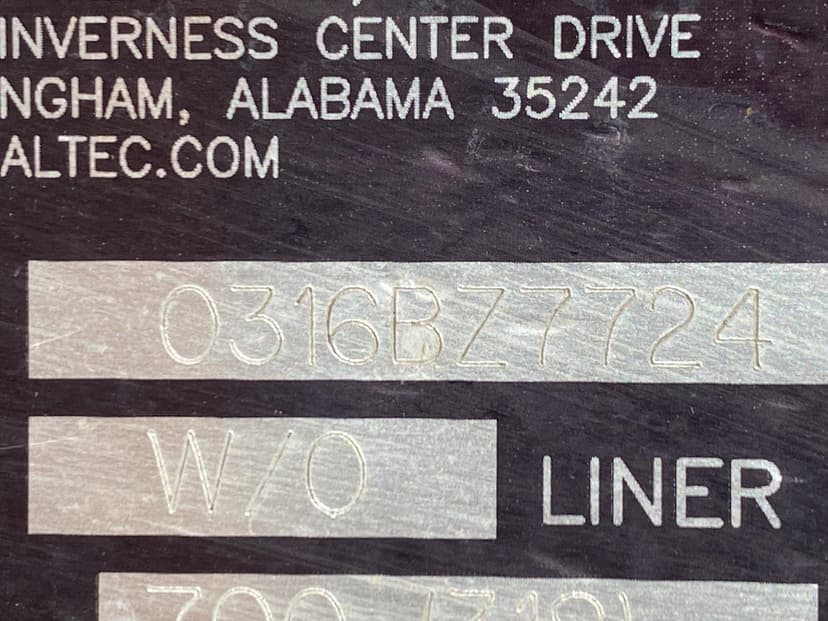 INVERNESS CENTER DRIVE
NGHAM, ALABAMA 35242
ALTEC.COM
0316BZ7724
W/O LINER